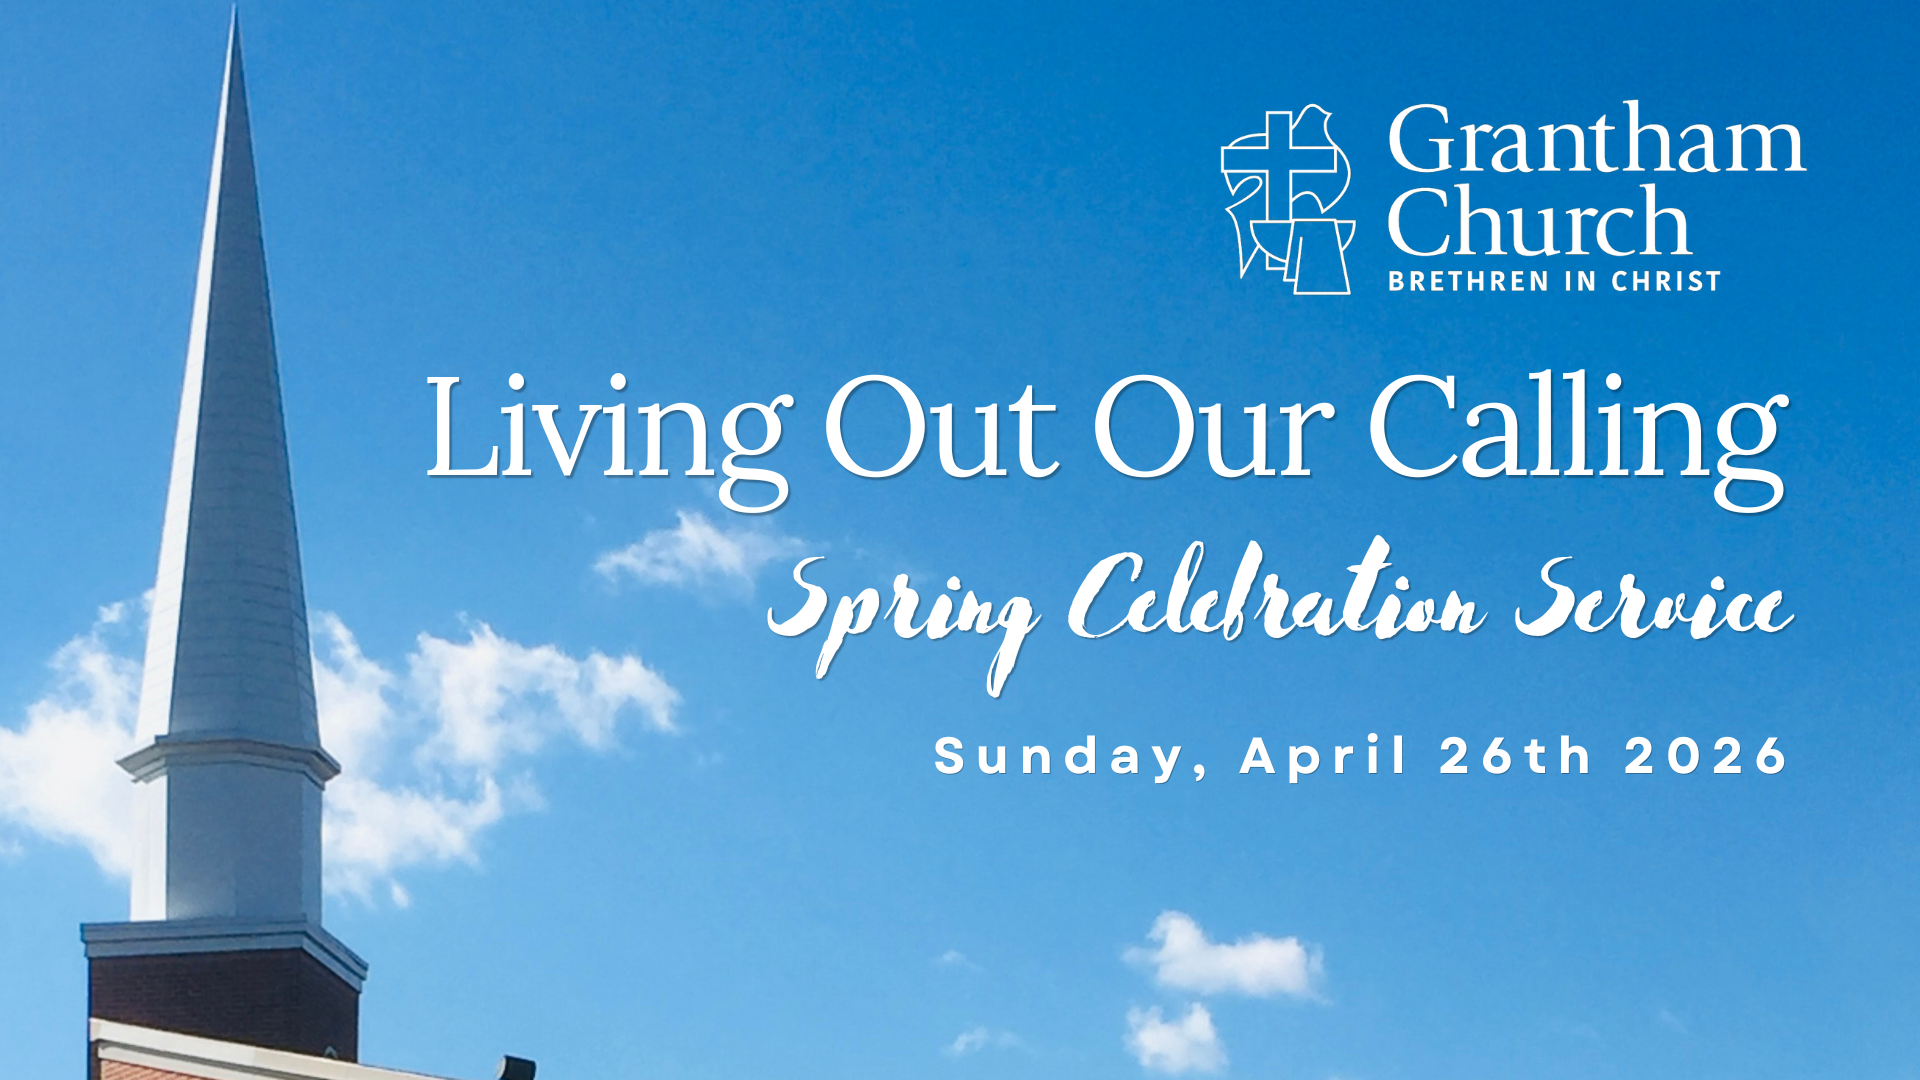 Grantham
Church
BRETHREN IN CHRIST
Living Out Our Calling
Spring Celebration Service
Sunday, April 26th 2026